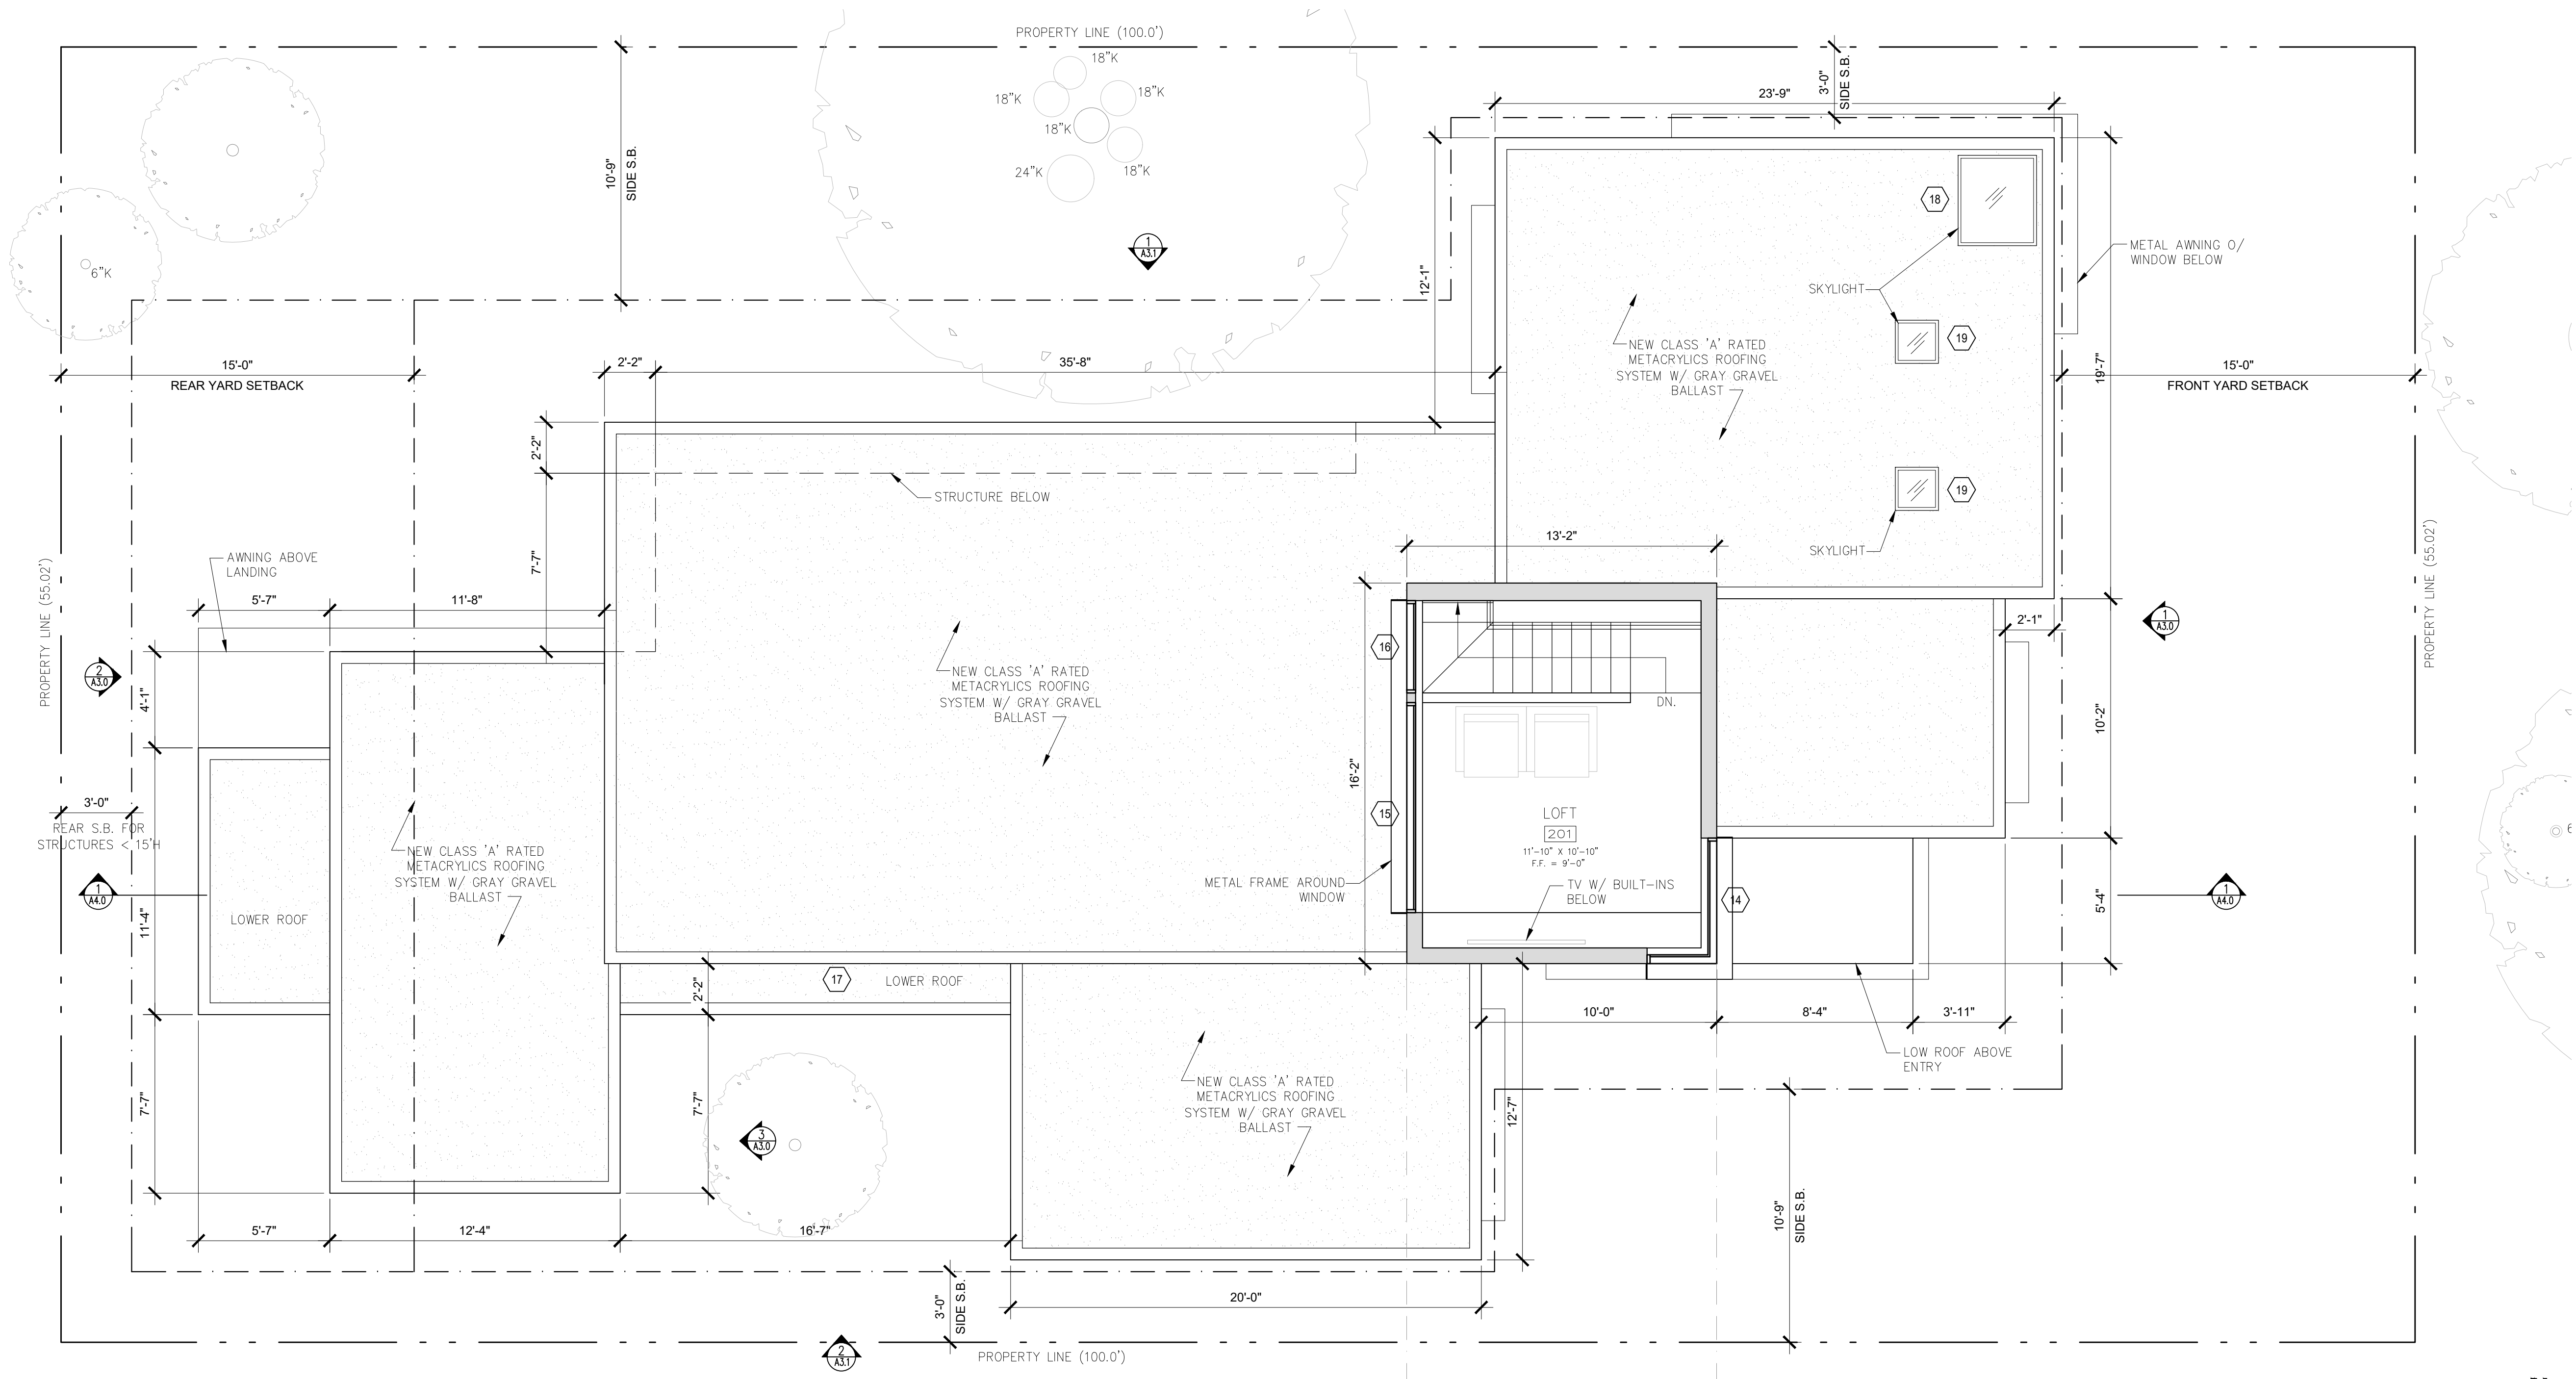 PROPERTY LINE (100.0')
18"K
18"K
18"K
18"K
24"K
18"K
6"K
10'-9"
SIDE S.B.
3'-0"
SIDE S.B.
23'-9"
1
A3.1
12'-1"
18
METAL AWNING O/
WINDOW BELOW
SKYLIGHT
19
NEW CLASS 'A' RATED
METACRYLICS ROOFING
SYSTEM W/ GRAY GRAVEL
BALLAST
15'-0"
REAR YARD SETBACK
2'-2"
35'-8"
19'-7"
15'-0"
FRONT YARD SETBACK
2'-2"
STRUCTURE BELOW
19
SKYLIGHT
13'-2"
7'-7"
PROPERTY LINE (55.02')
PROPERTY LINE (55.02')
AWNING ABOVE
LANDING
5'-7"
11'-8"
2'-1"
1
A3.0
2
A3.0
16
NEW CLASS 'A' RATED
METACRYLICS ROOFING
SYSTEM W/ GRAY GRAVEL
BALLAST
DN.
4'-1"
10'-2"
16'-2"
3'-0"
REAR S.B. FOR
STRUCTURES < 15'H
15
LOFT
201
11'-10" X 10'-10"
F.F. = 9'-0"
NEW CLASS 'A' RATED
METACRYLICS ROOFING
SYSTEM W/ GRAY GRAVEL
BALLAST
METAL FRAME AROUND
WINDOW
TV W/ BUILT-INS
BELOW
14
1
A4.0
1
A4.0
11'-4"
LOWER ROOF
5'-4"
17
LOWER ROOF
2'-2"
10'-0"
8'-4"
3'-11"
LOW ROOF ABOVE
ENTRY
NEW CLASS 'A' RATED
METACRYLICS ROOFING
SYSTEM W/ GRAY GRAVEL
BALLAST
7'-7"
7'-7"
12'-7"
3
A3.0
5'-7"
12'-4"
16'-7"
10'-9"
SIDE S.B.
3'-0"
SIDE S.B.
20'-0"
2
A3.1
PROPERTY LINE (100.0')